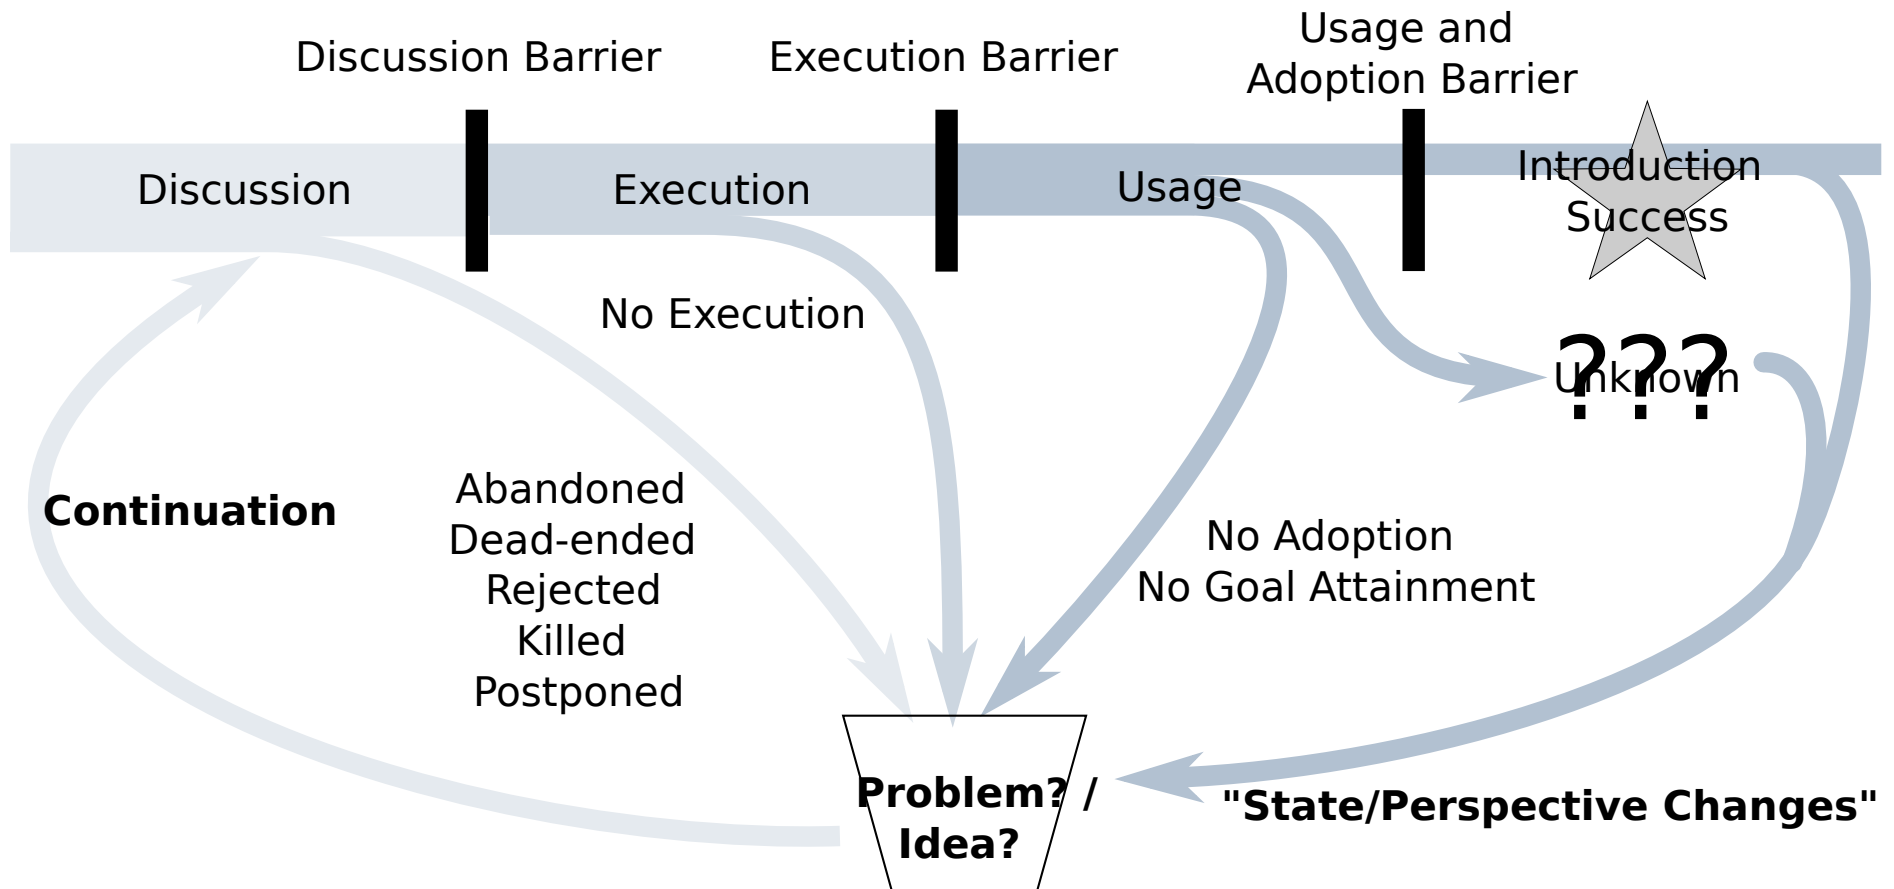 Discussion Barrier
Execution Barrier
Usage and
Adoption Barrier
Discussion
Execution
Usage
Introduction
Success
No Execution
???
Unknown
Continuation
Abandoned
Dead-ended
Rejected
Killed
Postponed
No Adoption
No Goal Attainment
Problem? /
Idea?
"State/Perspective Changes"